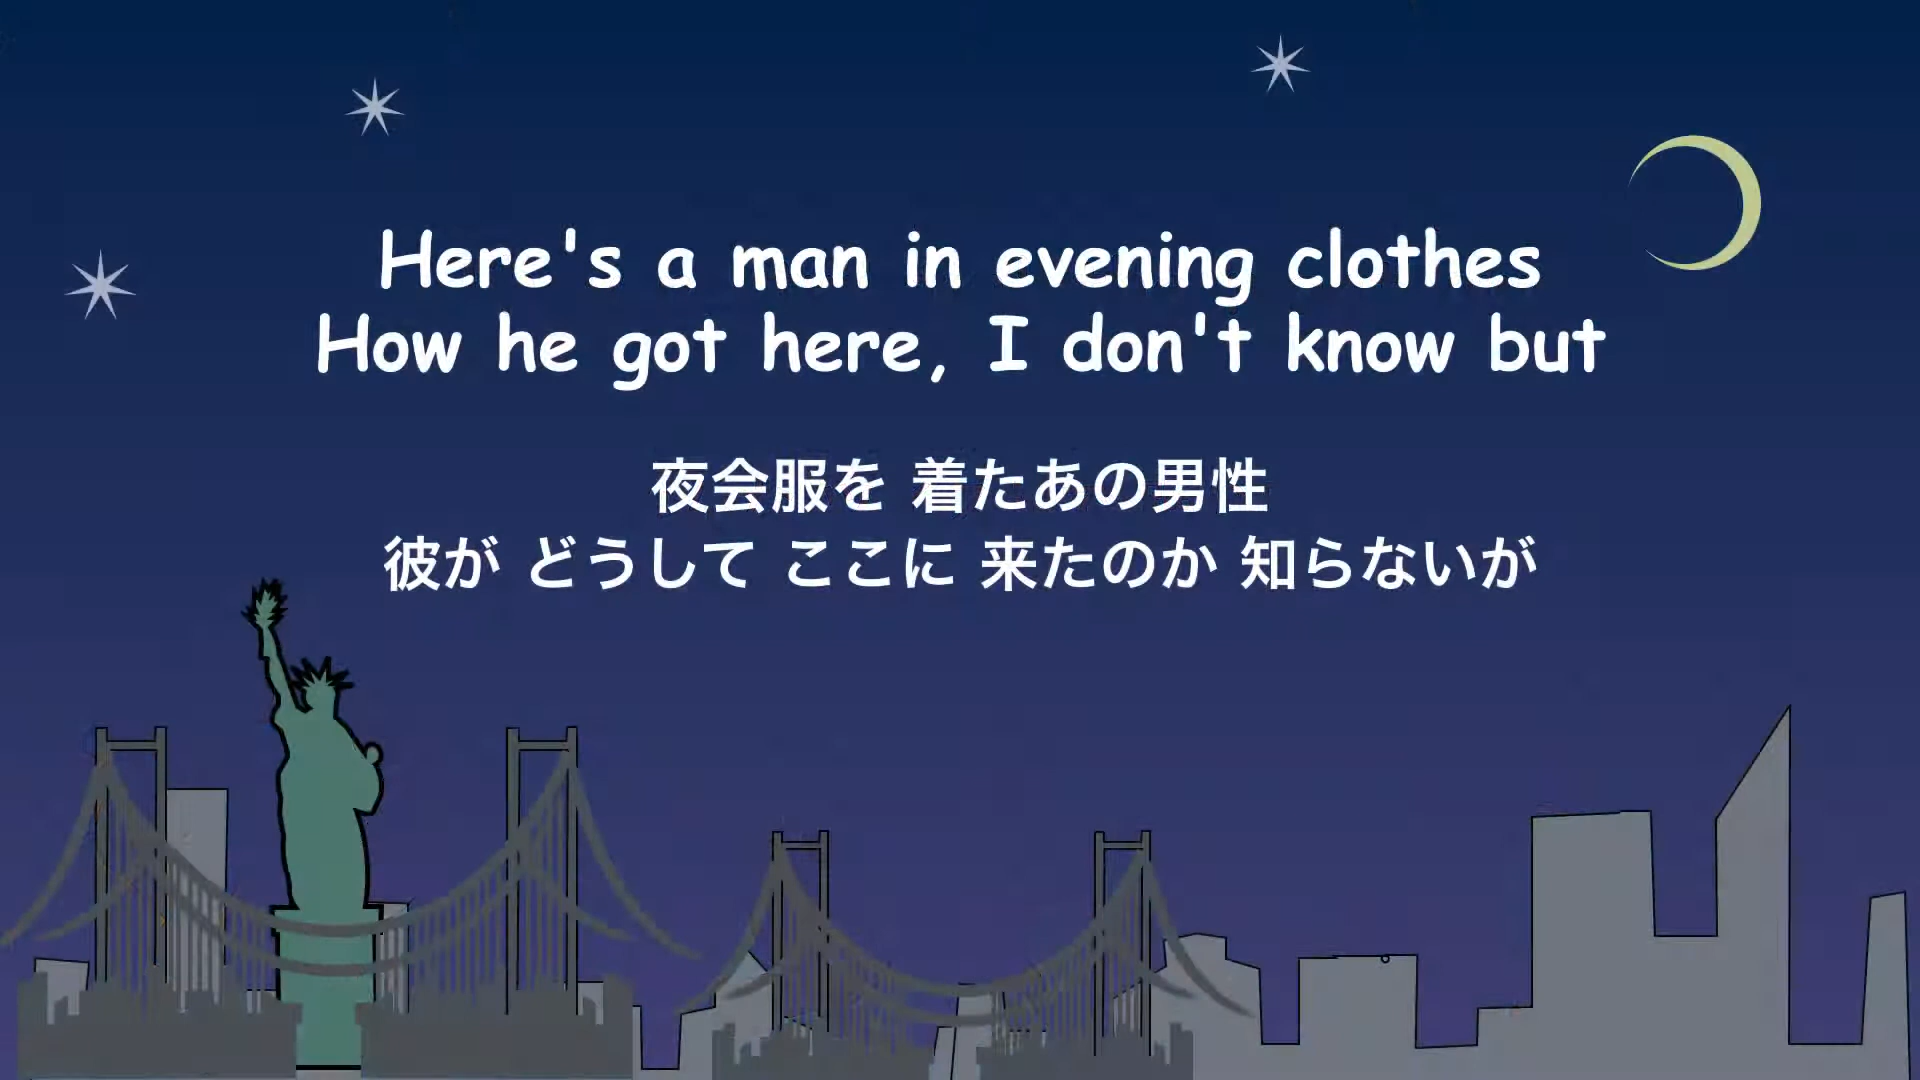 Here's a man in evening clothes
How he got here, I don't know but
夜会服を 着たあの男性
彼が どうして ここに 来たのか 知らないが